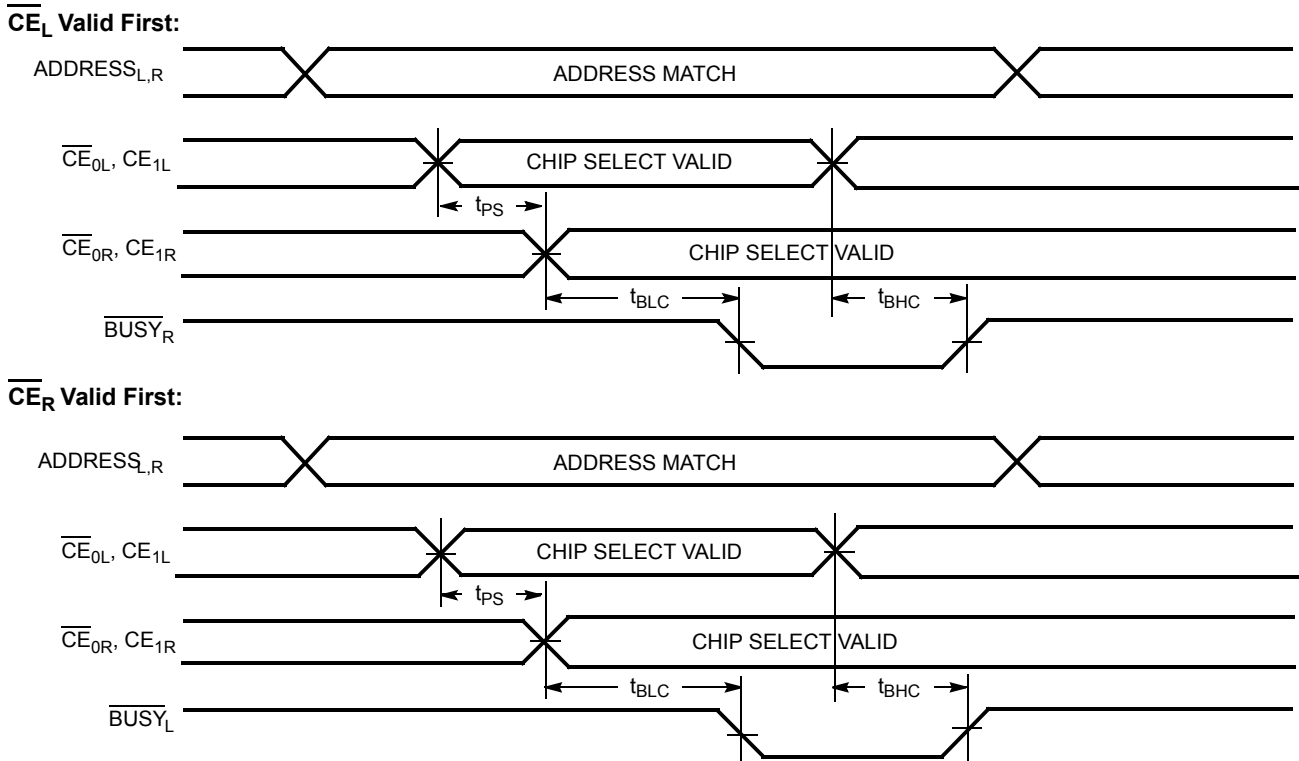 CE_L Valid First:
ADDRESS_L,R
ADDRESS MATCH
CE_0L, CE_1L
CHIP SELECT VALID
t_PS
CE_0R, CE_1R
CHIP SELECT VALID
t_BLC
t_BHC
BUSY_R
CE_R Valid First:
ADDRESS_L,R
ADDRESS MATCH
CE_0L, CE_1L
CHIP SELECT VALID
t_PS
CE_0R, CE_1R
CHIP SELECT VALID
t_BLC
t_BHC
BUSY_L